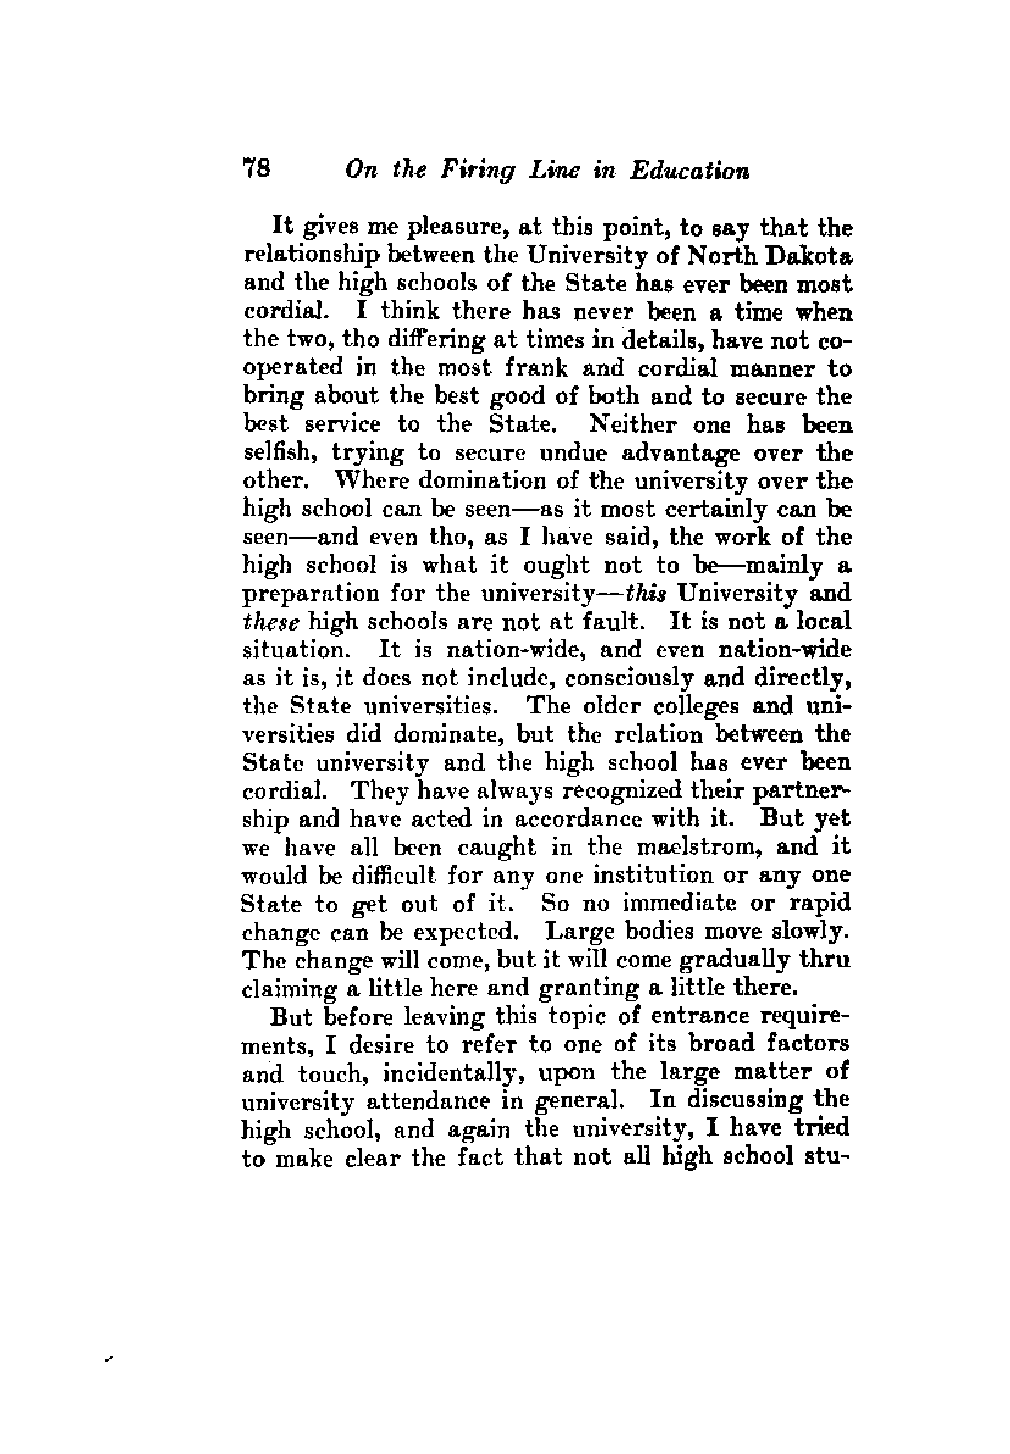 78 On the Firing Line in Education
It gives me pleasure, at this point, to say that the
relationship between the University of North Dakota
and the high schools of the State has ever been most
cordial. I think there has never been a time when
the two, tho differing at times in details, have not co-
operated in the most frank and cordial manner to
bring about the best good of both and to secure the
best service to the State. Neither one has been
selfish, trying to secure undue advantage over the
other. Where domination of the university over the
high school can be seen—as it most certainly can be
seen—and even tho, as I have said, the work of the
high school is what it ought not to be—mainly a
preparation for the university—this University and
these high schools are not at fault. It is not a local
situation. It is nation-wide, and even nation-wide
as it is, it does not include, consciously and directly,
the State universities. The older colleges and uni-
versities did dominate, but the relation between the
State university and the high school has ever been
cordial. They have always recognized their partner-
ship and have acted in accordance with it. But yet
we have all been caught in the maelstrom, and it
would be difficult for any one institution or any one
State to get out of it. So no immediate or rapid
change can be expected. Large bodies move slowly.
The change will come, but it will come gradually thru
claiming a little here and granting a little there.
But before leaving this topic of entrance require-
ments, I desire to refer to one of its broad factors
and touch, incidentally, upon the large matter of
university attendance in general. In discussing the
high school, and again the university, I have tried
to make clear the fact that not all high school stu-